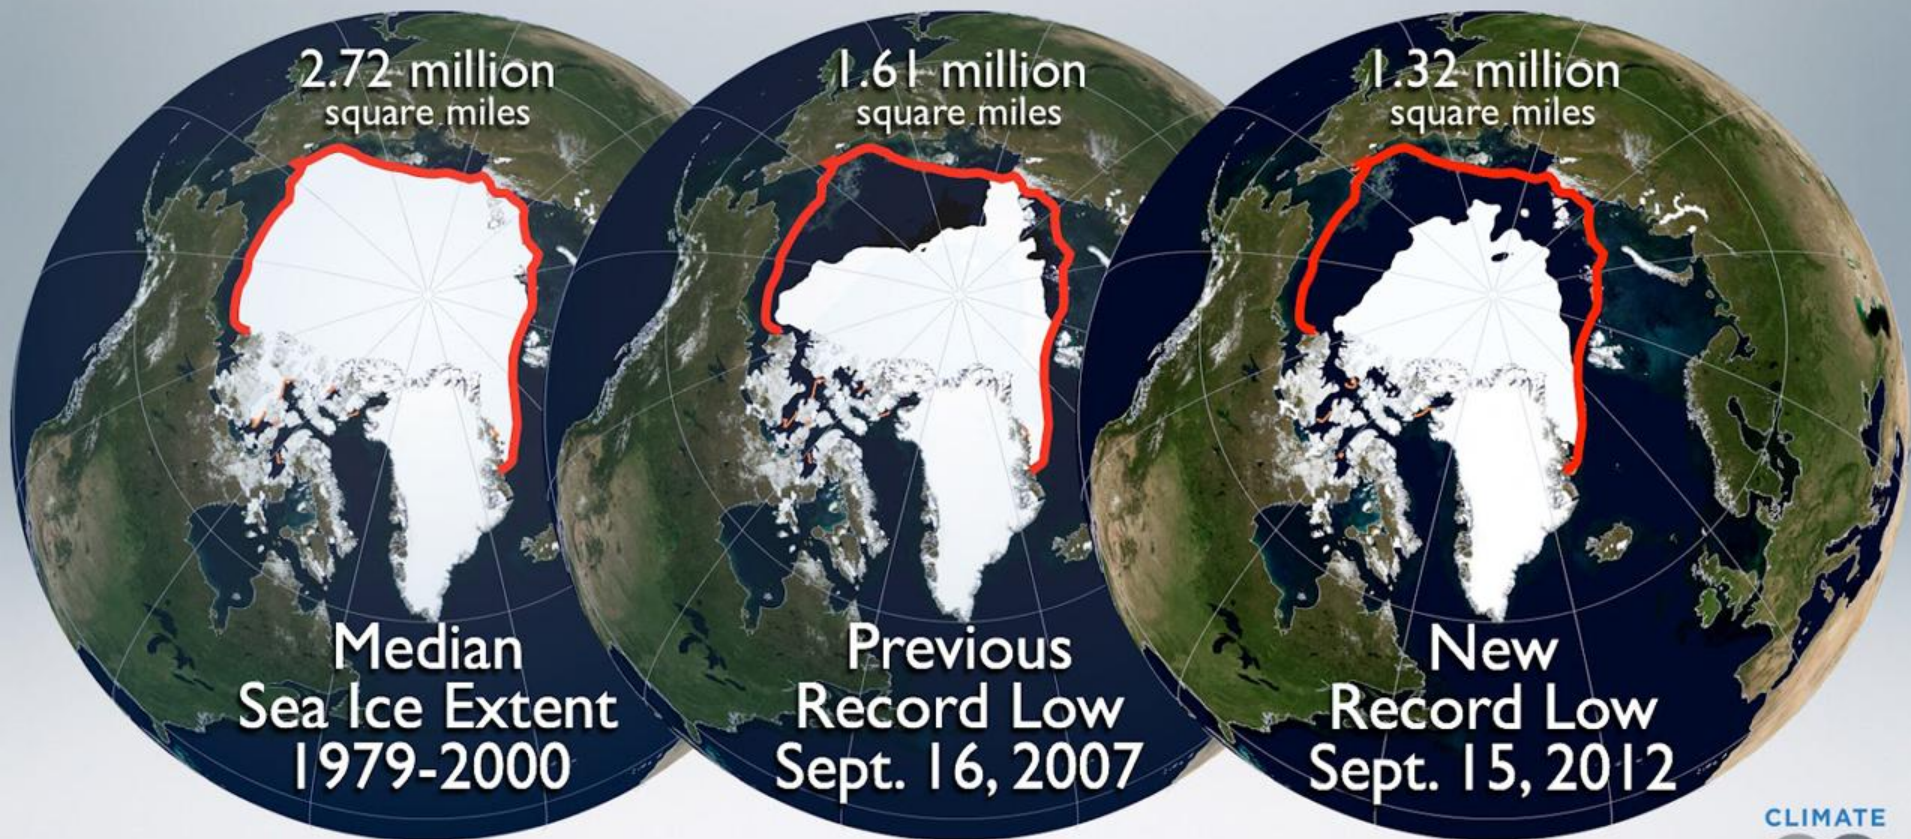 2.72 million
square miles
1.61 million
square miles
1.32 million
square miles
Median
Sea Ice Extent
1979-2000
Previous
Record Low
Sept. 16, 2007
New
Record Low
Sept. 15, 2012
CLIMATE